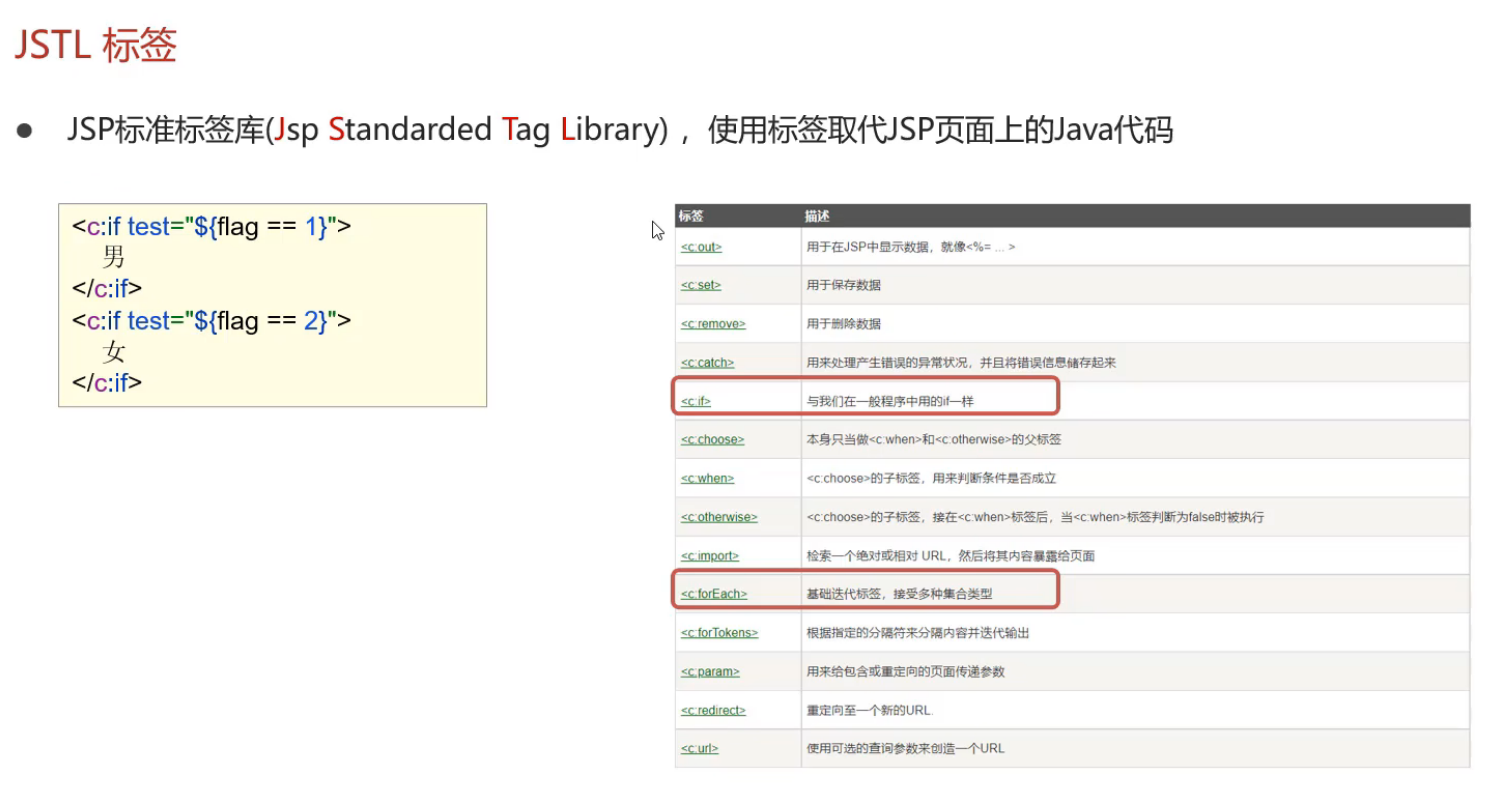 JSTL 标签
● JSP标准标签库(Jsp Standarded Tag Library) ，使用标签取代JSP页面上的Java代码
<c:if test="${flag == 1}">
男
</c:if>
<c:if test="${flag == 2}">
女
</c:if>
标签 描述
<c:out> 用于在JSP中显示数据，就像<%= ... >
<c:set> 用于保存数据
<c:remove> 用于删除数据
<c:catch> 用来处理产生错误的异常状况，并且将错误信息储存起来
<c:if> 与我们在一般程序中用的if一样
<c:choose> 本身只当做<c:when>和<c:otherwise>的父标签
<c:when> <c:choose>的子标签，用来判断条件是否成立
<c:otherwise> <c:choose>的子标签，接在<c:when>标签后，当<c:when>标签判断为false时被执行
<c:import> 检索一个绝对或相对 URL，然后将其内容暴露给页面
<c:forEach> 基础迭代标签，接受多种集合类型
<c:forTokens> 根据指定的分隔符来分隔内容并迭代输出
<c:param> 用来给包含或重定向的页面传递参数
<c:redirect> 重定向至一个新的URL.
<c:url> 使用可选的查询参数来创造一个URL